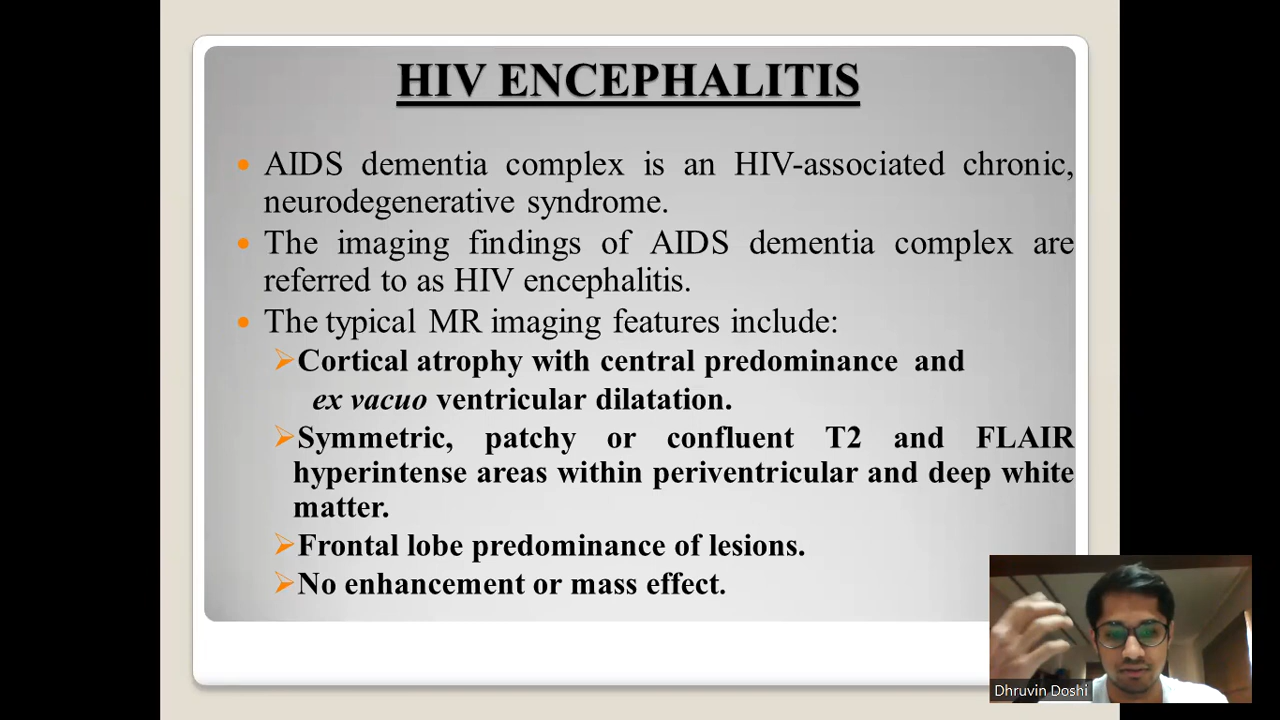 HIV ENCEPHALITIS
• AIDS dementia complex is an HIV-associated chronic,
neurodegenerative syndrome.
• The imaging findings of AIDS dementia complex are
referred to as HIV encephalitis.
• The typical MR imaging features include:
➢Cortical atrophy with central predominance and
ex vacuo ventricular dilatation.
➢Symmetric, patchy or confluent T2 and FLAIR
hyperintense areas within periventricular and deep white
matter.
➢Frontal lobe predominance of lesions.
➢No enhancement or mass effect.
Dhruvin Doshi